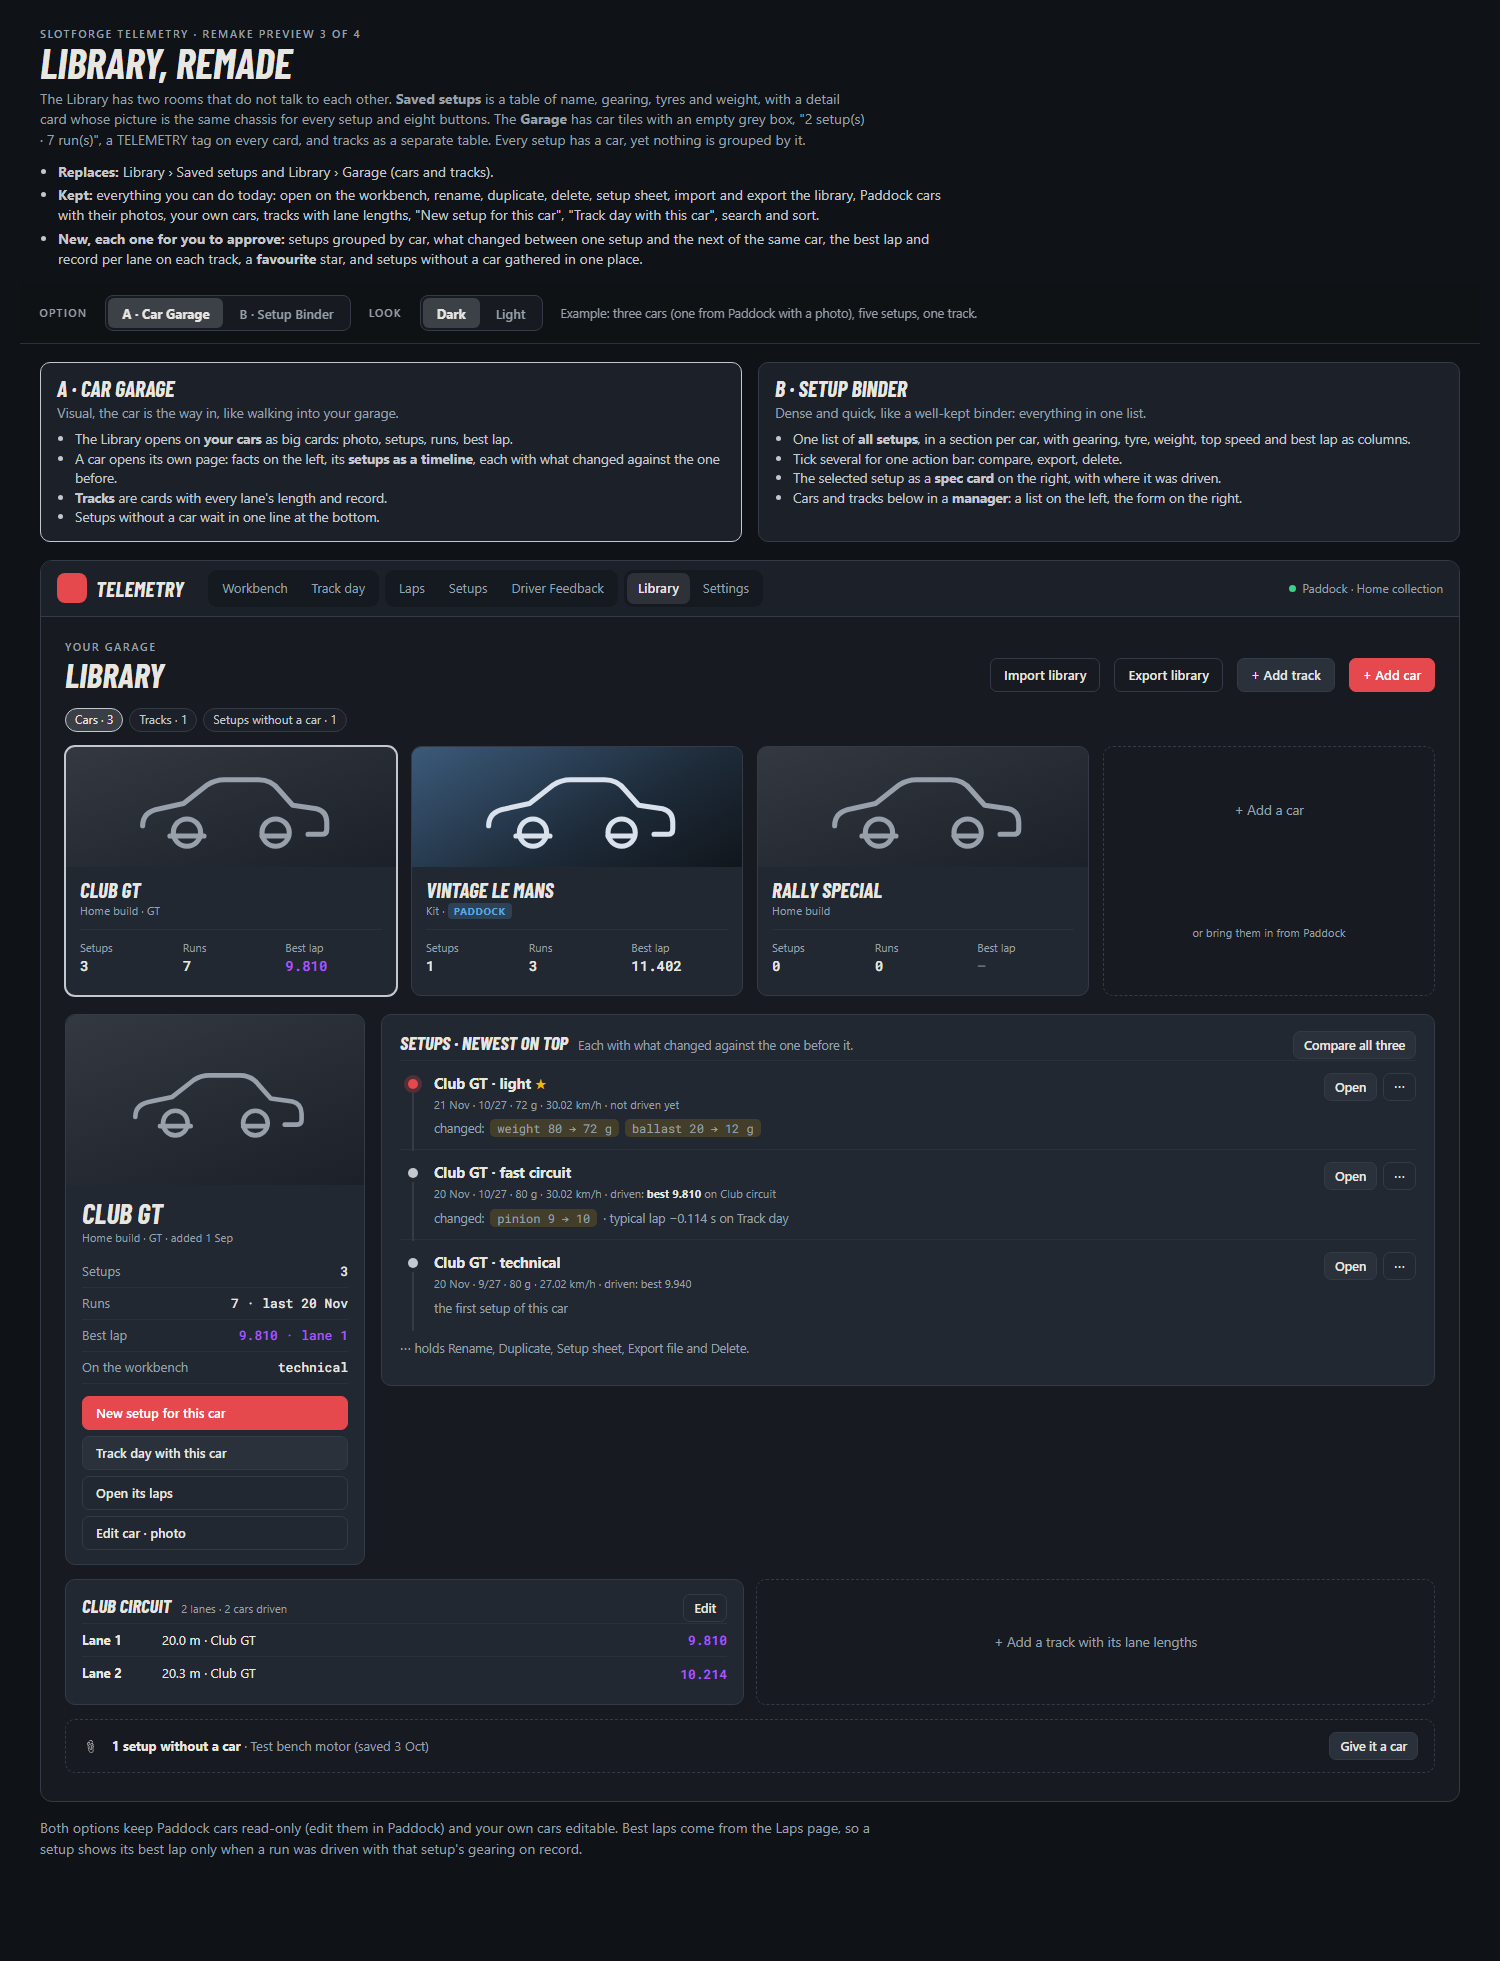 SLOTFORGE TELEMETRY · REMAKE PREVIEW 3 OF 4
LIBRARY, REMADE
The Library has two rooms that do not talk to each other. Saved setups is a table of name, gearing, tyres and weight, with a detail
card whose picture is the same chassis for every setup and eight buttons. The Garage has car tiles with an empty grey box, "2 setup(s)
· 7 run(s)", a TELEMETRY tag on every card, and tracks as a separate table. Every setup has a car, yet nothing is grouped by it.
• Replaces: Library › Saved setups and Library › Garage (cars and tracks).
• Kept: everything you can do today: open on the workbench, rename, duplicate, delete, setup sheet, import and export the library, Paddock cars
with their photos, your own cars, tracks with lane lengths, "New setup for this car", "Track day with this car", search and sort.
• New, each one for you to approve: setups grouped by car, what changed between one setup and the next of the same car, the best lap and
record per lane on each track, a favourite star, and setups without a car gathered in one place.
OPTION A · Car Garage B · Setup Binder LOOK Dark Light Example: three cars (one from Paddock with a photo), five setups, one track.
A · CAR GARAGE
Visual, the car is the way in, like walking into your garage.
• The Library opens on your cars as big cards: photo, setups, runs, best lap.
• A car opens its own page: facts on the left, its setups as a timeline, each with what changed against the one
before.
• Tracks are cards with every lane's length and record.
• Setups without a car wait in one line at the bottom.
B · SETUP BINDER
Dense and quick, like a well-kept binder: everything in one list.
• One list of all setups, in a section per car, with gearing, tyre, weight, top speed and best lap as columns.
• Tick several for one action bar: compare, export, delete.
• The selected setup as a spec card on the right, with where it was driven.
• Cars and tracks below in a manager: a list on the left, the form on the right.
TELEMETRY Workbench Track day Laps Setups Driver Feedback Library Settings Paddock · Home collection
YOUR GARAGE
LIBRARY
Import library Export library + Add track + Add car
Cars · 3 Tracks · 1 Setups without a car · 1
CLUB GT
Home build · GT
Setups Runs Best lap
3 7 9.810
VINTAGE LE MANS
Kit · PADDOCK
Setups Runs Best lap
1 3 11.402
RALLY SPECIAL
Home build
Setups Runs Best lap
0 0 –
+ Add a car
or bring them in from Paddock
CLUB GT
Home build · GT · added 1 Sep
Setups 3
Runs 7 · last 20 Nov
Best lap 9.810 · lane 1
On the workbench technical
New setup for this car
Track day with this car
Open its laps
Edit car · photo
SETUPS · NEWEST ON TOP Each with what changed against the one before it. Compare all three
Club GT · light ★ Open ···
21 Nov · 10/27 · 72 g · 30.02 km/h · not driven yet
changed: weight 80 → 72 g ballast 20 → 12 g
Club GT · fast circuit Open ···
20 Nov · 10/27 · 80 g · 30.02 km/h · driven: best 9.810 on Club circuit
changed: pinion 9 → 10 · typical lap −0.114 s on Track day
Club GT · technical Open ···
20 Nov · 9/27 · 80 g · 27.02 km/h · driven: best 9.940
the first setup of this car
··· holds Rename, Duplicate, Setup sheet, Export file and Delete.
CLUB CIRCUIT 2 lanes · 2 cars driven Edit
Lane 1 20.0 m · Club GT 9.810
Lane 2 20.3 m · Club GT 10.214
+ Add a track with its lane lengths
1 setup without a car · Test bench motor (saved 3 Oct) Give it a car
Both options keep Paddock cars read-only (edit them in Paddock) and your own cars editable. Best laps come from the Laps page, so a
setup shows its best lap only when a run was driven with that setup's gearing on record.